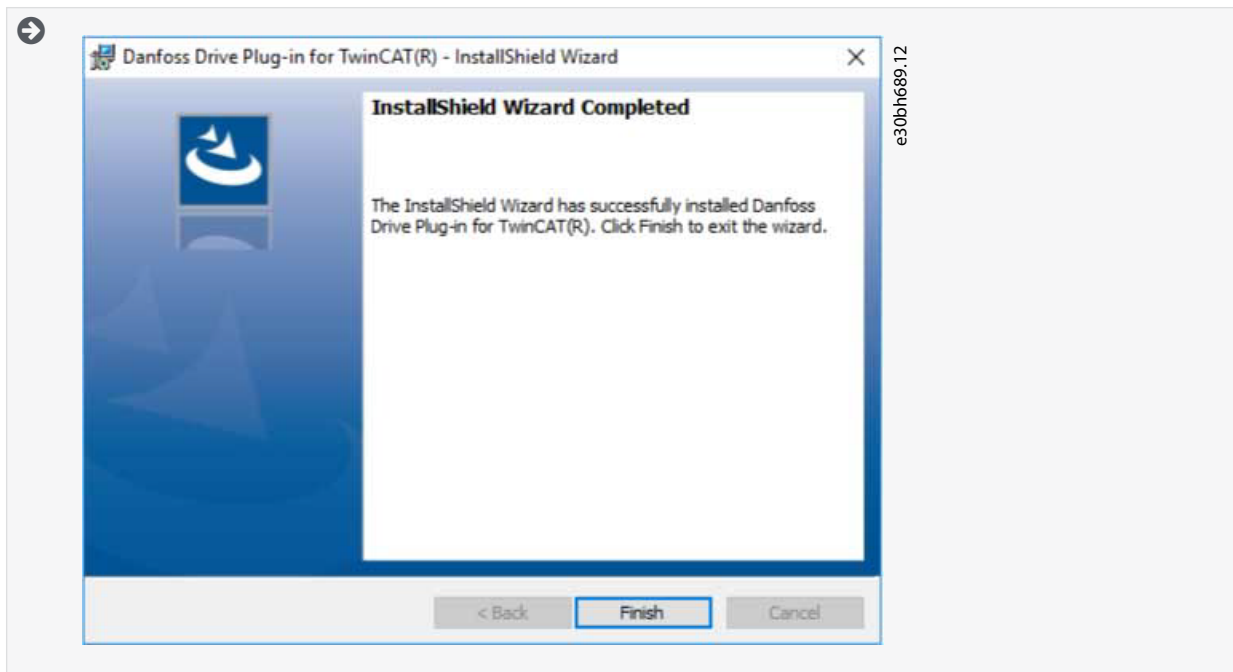 Danfoss Drive Plug-in for TwinCAT(R) - InstallShield Wizard
InstallShield Wizard Completed
The InstallShield Wizard has successfully installed Danfoss
Drive Plug-in for TwinCAT(R). Click Finish to exit the wizard.
< Back
Finish
Cancel
e30bh689.12